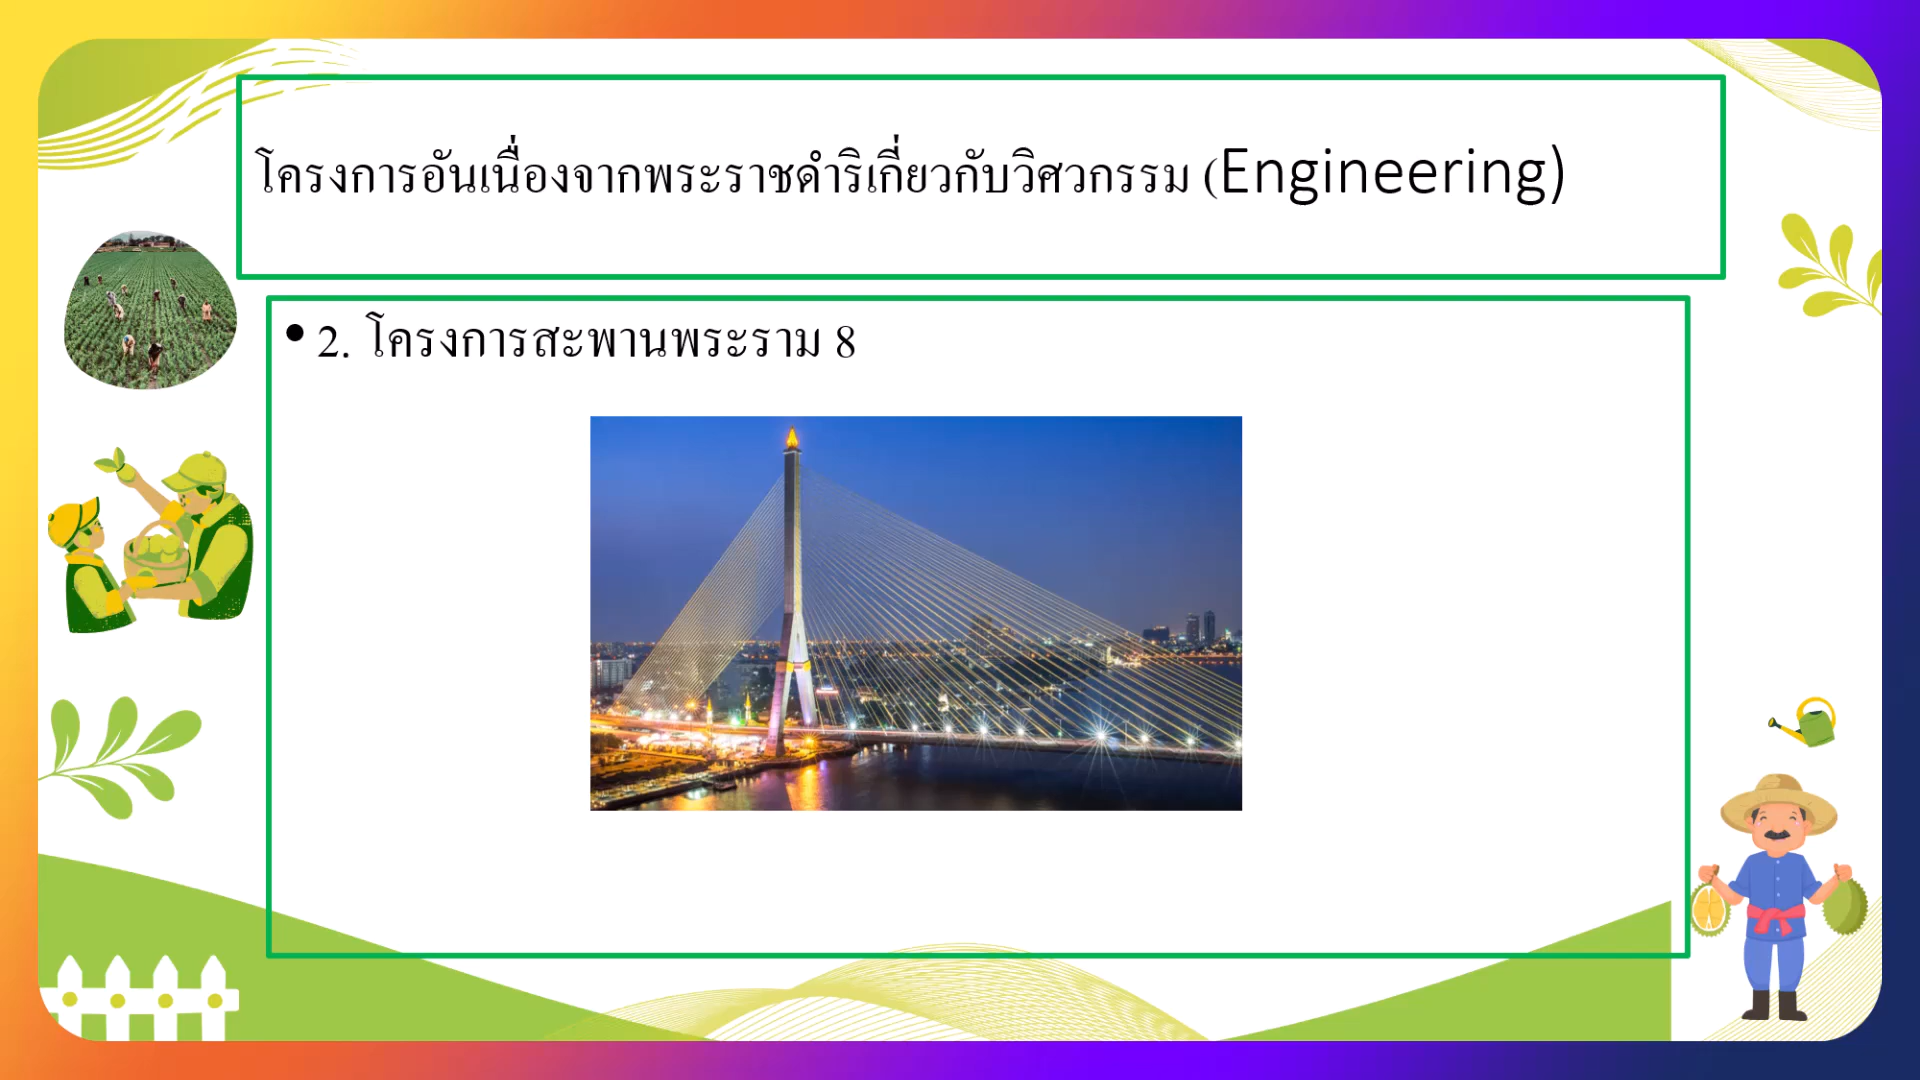 โครงการอันเนื่องจากพระราชดำริเกี่ยวกับวิศวกรรม (Engineering)
• 2. โครงการสะพานพระราม 8